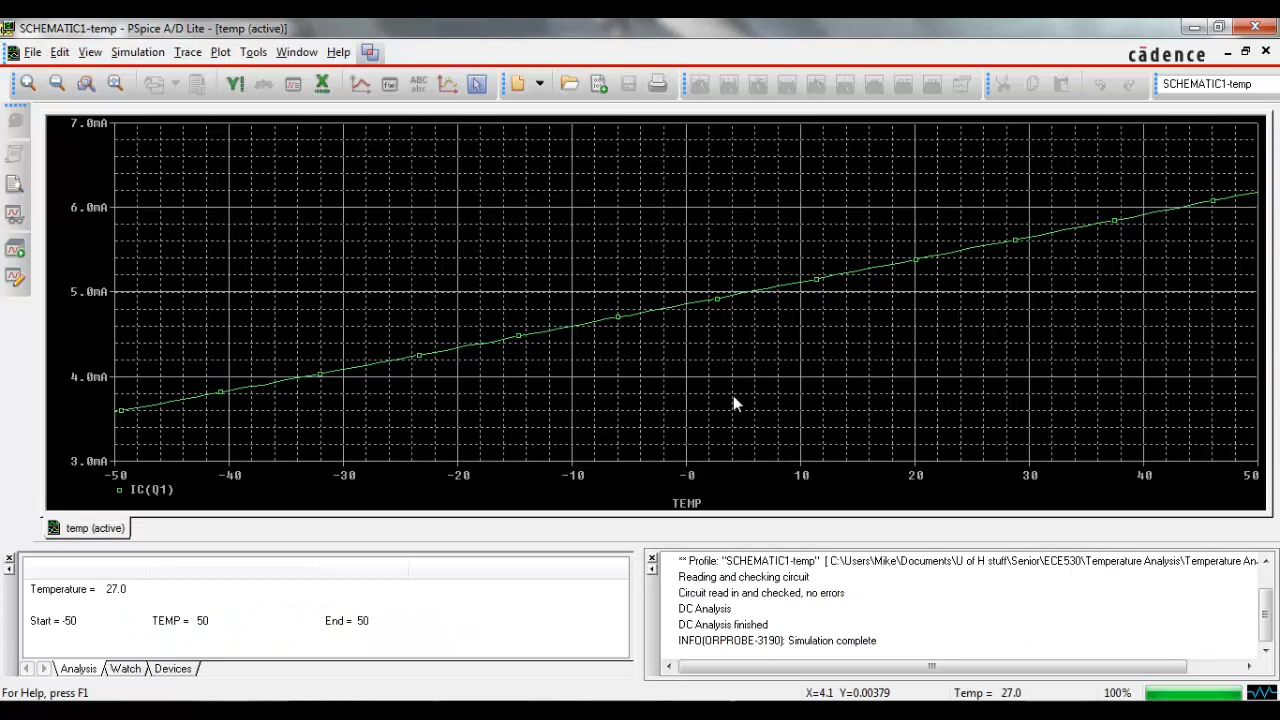 SCHEMATIC1-temp - PSpice A/D Lite - [temp (active)]
File Edit View Simulation Trace Plot Tools Window Help
cādence
ABC
abc
SCHEMATIC1-temp
7.0mA
6.0mA
5.0mA
4.0mA
3.0mA
-50 -40 -30 -20 -10 -0 10 20 30 40 50
IC(Q1)
TEMP
temp (active)
Temperature = 27.0
Start = -50 TEMP = 50 End = 50
Analysis Watch Devices
** Profile: "SCHEMATIC1-temp" [ C:\Users\Mike\Documents\U of H stuff\Senior\ECE530\Temperature Analysis\Temperature An
Reading and checking circuit
Circuit read in and checked, no errors
DC Analysis
DC Analysis finished
INFO(ORPROBE-3190): Simulation complete
For Help, press F1
X=4.1 Y=0.00379 Temp = 27.0 100%